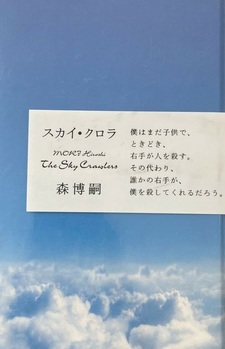 スカイ・クロラ
MORI Hiroshi
The Sky Crawlers
森博嗣
僕はまだ子供で、
ときどき、
右手が人を殺す。
その代わり、
誰かの右手が、
僕を殺してくれるだろう。